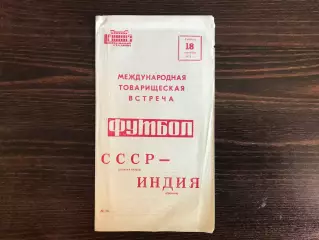 18
МЕЖДУНАРОДНАЯ
ТОВАРИЩЕСКАЯ
ВСТРЕЧА
ФУТБОЛ
СССР—
ИНДИЯ